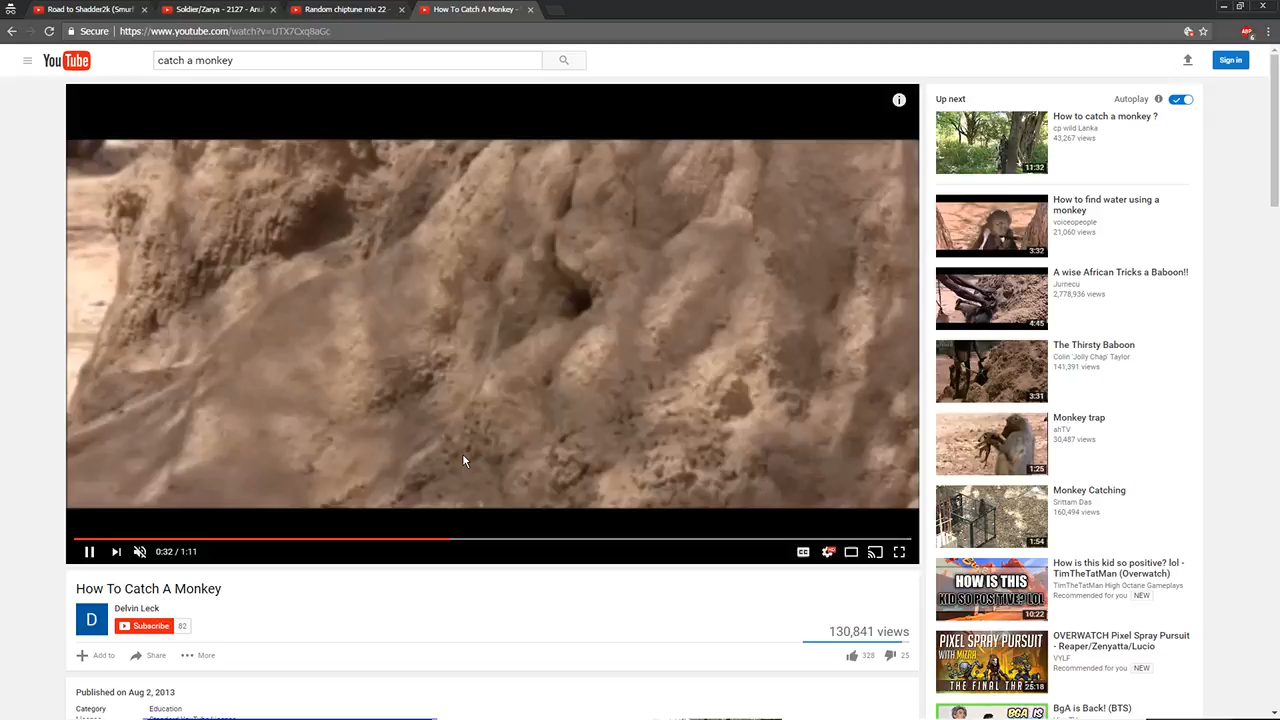 Road to Shadder2k (Smurf
Soldier/Zarya - 2127 - Anub
Random chiptune mix 22 -
How To Catch A Monkey -
Secure
https://www.youtube.com/watch?v=UTX7Cxq8aGc
ABP
YouTube
catch a monkey
Sign in
Up next
Autoplay
How to catch a monkey ?
cp wild Lanka
43,267 views
11:32
How to find water using a
monkey
voiceopeople
21,060 views
3:32
A wise African Tricks a Baboon!!
Jurnecu
2,778,936 views
4:45
The Thirsty Baboon
Colin 'Jolly Chap' Taylor
141,391 views
3:31
Monkey trap
ahTV
30,487 views
1:25
Monkey Catching
Srittam Das
160,494 views
1:54
How is this kid so positive? lol -
TimTheTatMan (Overwatch)
TimTheTatMan High Octane Gameplays
Recommended for you NEW
HOW IS THIS
KID SO POSITIVE? LOL
10:22
OVERWATCH Pixel Spray Pursuit
- Reaper/Zenyatta/Lucio
VYLF
Recommended for you NEW
PIXEL SPRAY PURSUIT
WITH MIZRA
THE FINAL
25:18
BgA is Back! (BTS)
BGA IS
0:32 / 1:11
CC
How To Catch A Monkey
D
Delvin Leck
Subscribe 82
130,841 views
Add to
Share
More
328
25
Published on Aug 2, 2013
Category
Education
Standard YouTube License